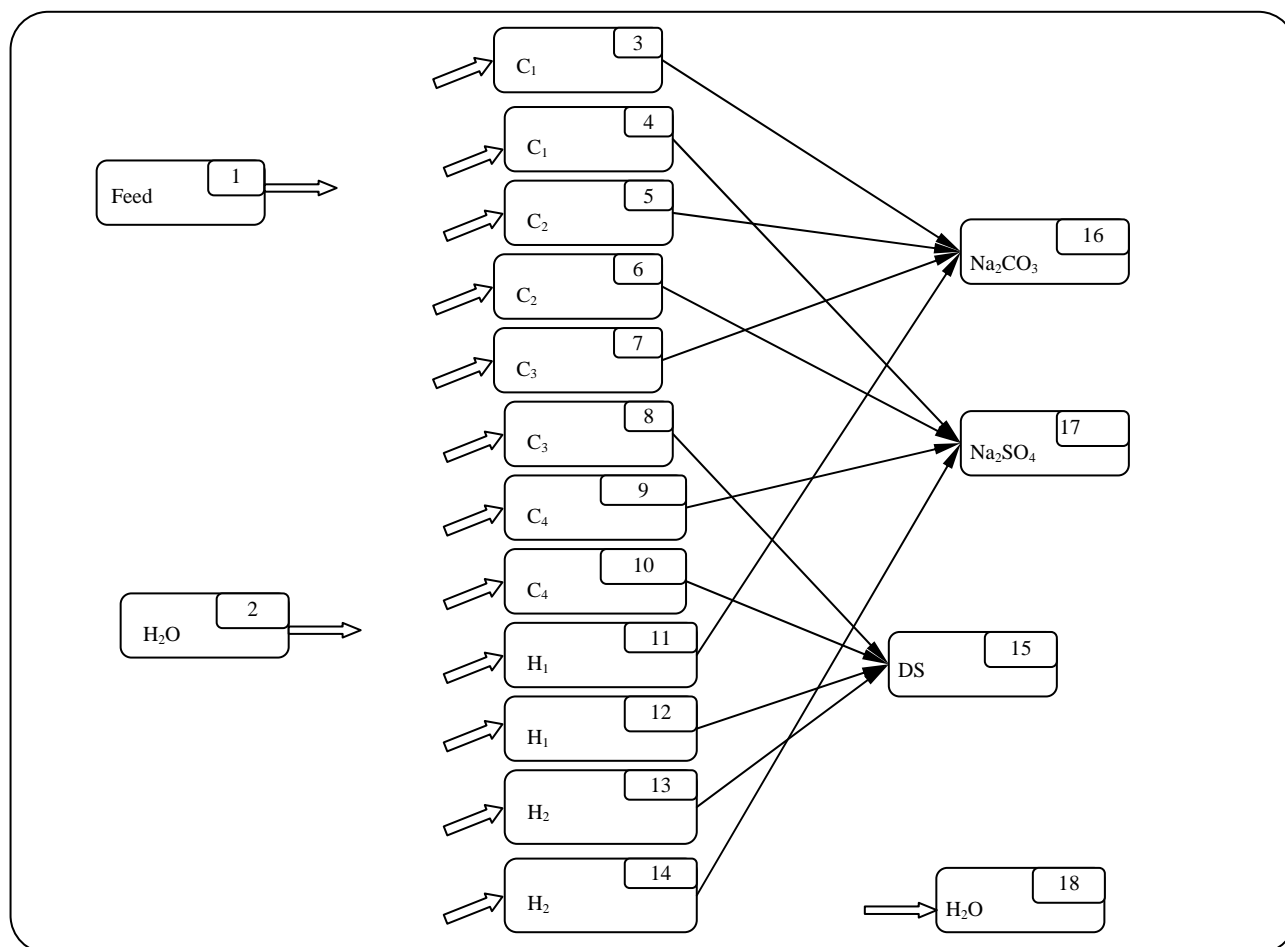 3
C₁
4
C₁
1
Feed
5
C₂
16
Na₂CO₃
6
C₂
7
C₃
8
C₃
17
Na₂SO₄
9
C₄
10
C₄
2
H₂O
11
H₁
15
DS
12
H₁
13
H₂
14
H₂
18
H₂O